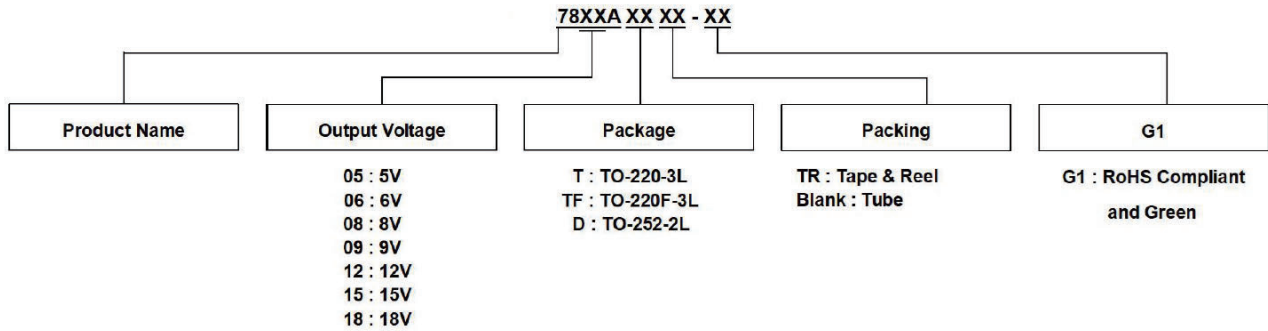 78XXA XX XX - XX
Product Name
Output Voltage
Package
Packing
G1
05 : 5V
06 : 6V
08 : 8V
09 : 9V
12 : 12V
15 : 15V
18 : 18V
T : TO-220-3L
TF : TO-220F-3L
D : TO-252-2L
TR : Tape & Reel
Blank : Tube
G1 : RoHS Compliant
and Green